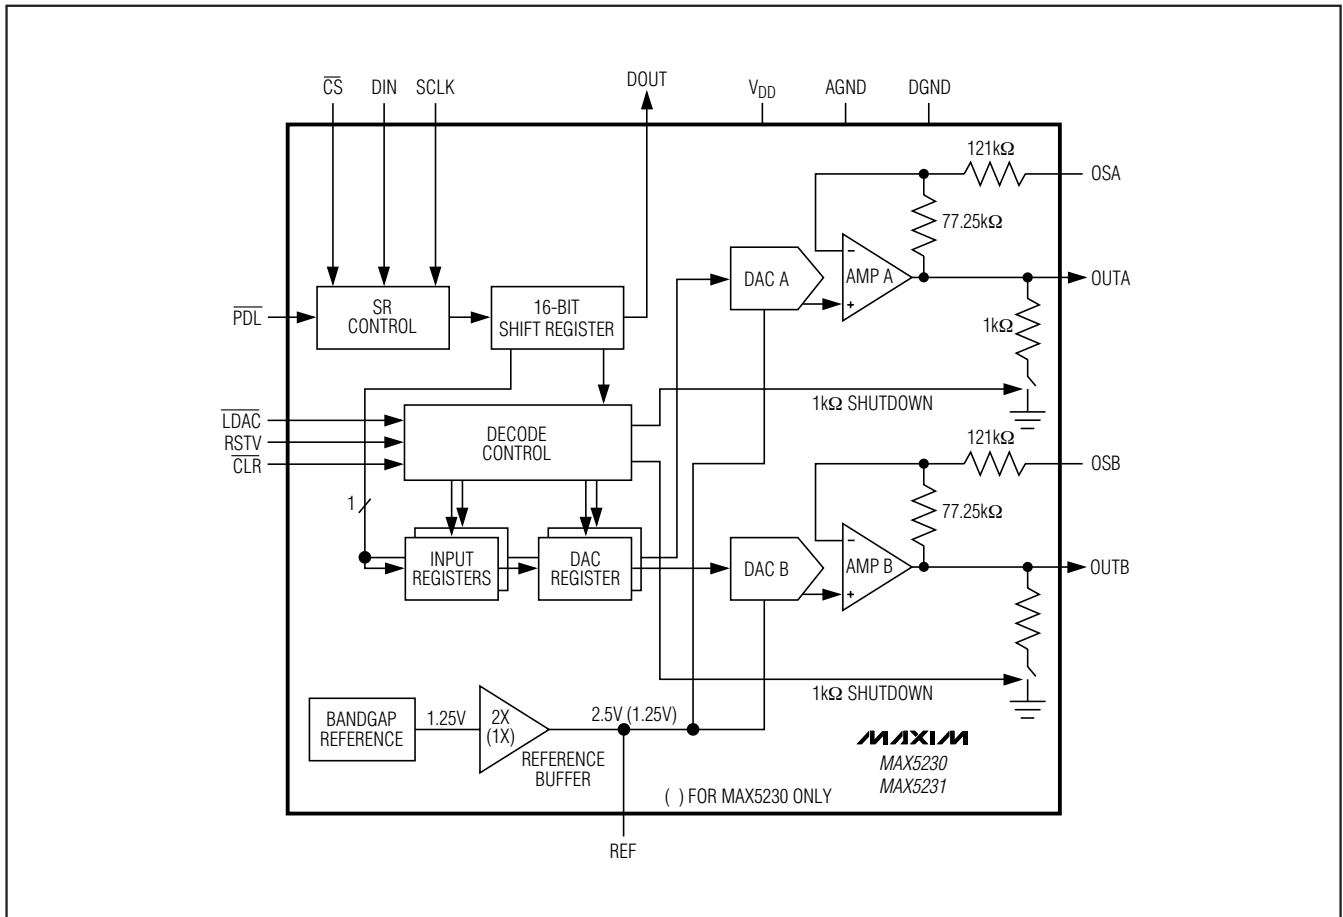 CS DIN SCLK DOUT VDD AGND DGND
121kΩ
OSA
77.25kΩ
DAC A
−
AMP A
+
OUTA
PDL
SR
CONTROL
16-BIT
SHIFT REGISTER
1kΩ
1kΩ SHUTDOWN
LDAC
RSTV
CLR
DECODE
CONTROL
121kΩ
OSB
77.25kΩ
1
INPUT
REGISTERS
DAC
REGISTER
DAC B
−
AMP B
+
OUTB
1kΩ SHUTDOWN
BANDGAP
REFERENCE
1.25V
2X
(1X)
REFERENCE
BUFFER
2.5V (1.25V)
MAXIM
MAX5230
MAX5231
( ) FOR MAX5230 ONLY
REF